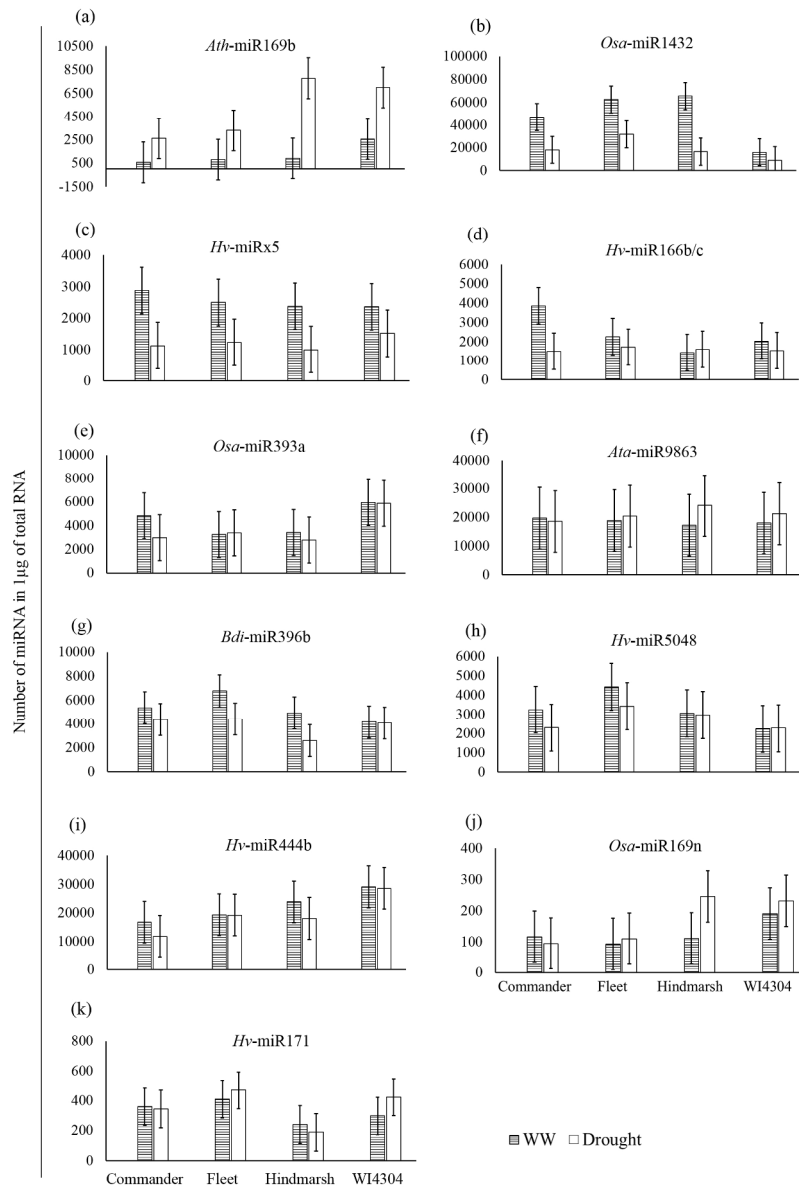 Number of miRNA in 1µg of total RNA
(a)
Ath-miR169b
10500
8500
6500
4500
2500
500
-1500
(b)
Osa-miR1432
100000
80000
60000
40000
20000
0
(c)
Hv-miRx5
4000
3000
2000
1000
0
(d)
Hv-miR166b/c
6000
5000
4000
3000
2000
1000
0
(e)
Osa-miR393a
10000
8000
6000
4000
2000
0
(f)
Ata-miR9863
40000
30000
20000
10000
0
(g)
Bdi-miR396b
10000
8000
6000
4000
2000
0
(h)
Hv-miR5048
6000
5000
4000
3000
2000
1000
0
(i)
Hv-miR444b
40000
30000
20000
10000
0
(j)
Osa-miR169n
400
300
200
100
0
Commander Fleet Hindmarsh WI4304
(k)
Hv-miR171
800
600
400
200
0
Commander Fleet Hindmarsh WI4304
WW Drought